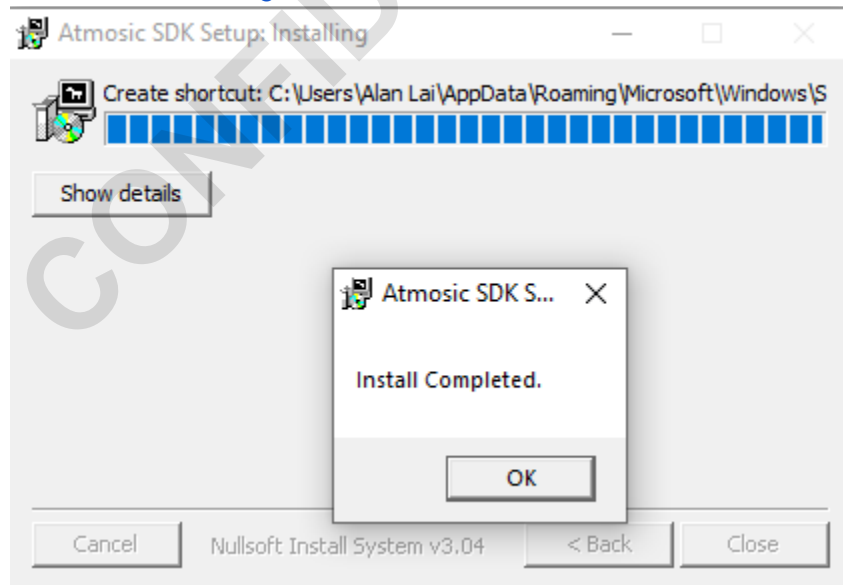 Atmosic SDK Setup: Installing
Create shortcut: C:\Users\Alan Lai\AppData\Roaming\Microsoft\Windows\S
Show details
Atmosic SDK S...
Install Completed.
OK
Cancel
Nullsoft Install System v3.04
< Back
Close
CONFID